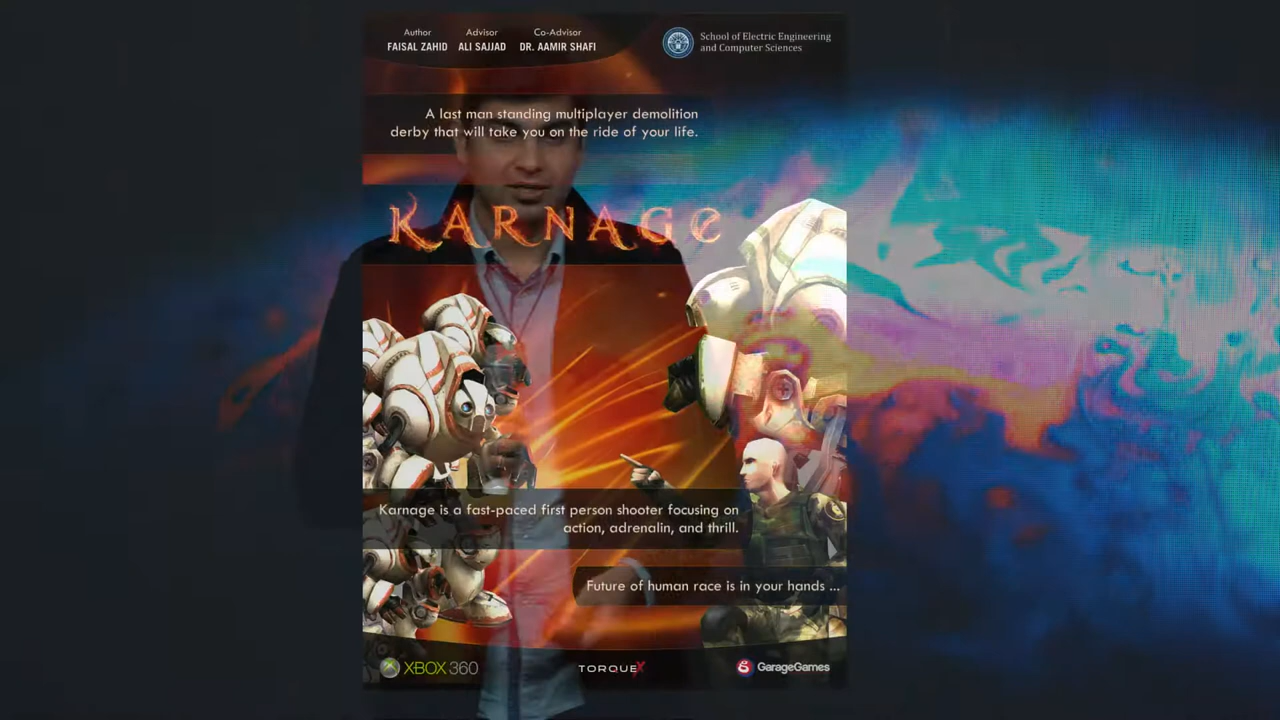 Author
FAISAL ZAHID
Advisor
ALI SAJJAD
Co-Advisor
DR. AAMIR SHAFI
School of Electric Engineering
and Computer Sciences
A last man standing multiplayer demolition
derby that will take you on the ride of your life.
KARNAGE
Karnage is a fast-paced first person shooter focusing on
action, adrenalin, and thrill.
Future of human race is in your hands ...
XBOX 360
TORQUEX
GarageGames